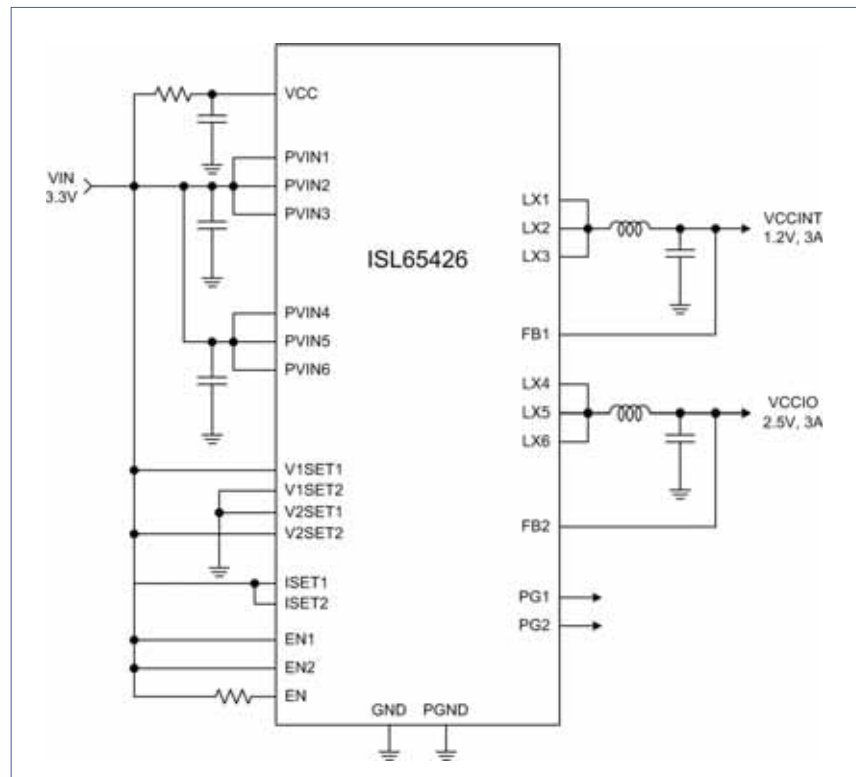 VCC
PVIN1
VIN
3.3V
PVIN2
PVIN3
PVIN4
PVIN5
PVIN6
V1SET1
V1SET2
V2SET1
V2SET2
ISET1
ISET2
EN1
EN2
EN
ISL65426
GND
PGND
LX1
LX2
LX3
FB1
LX4
LX5
LX6
FB2
PG1
PG2
VCCINT
1.2V, 3A
VCCIO
2.5V, 3A